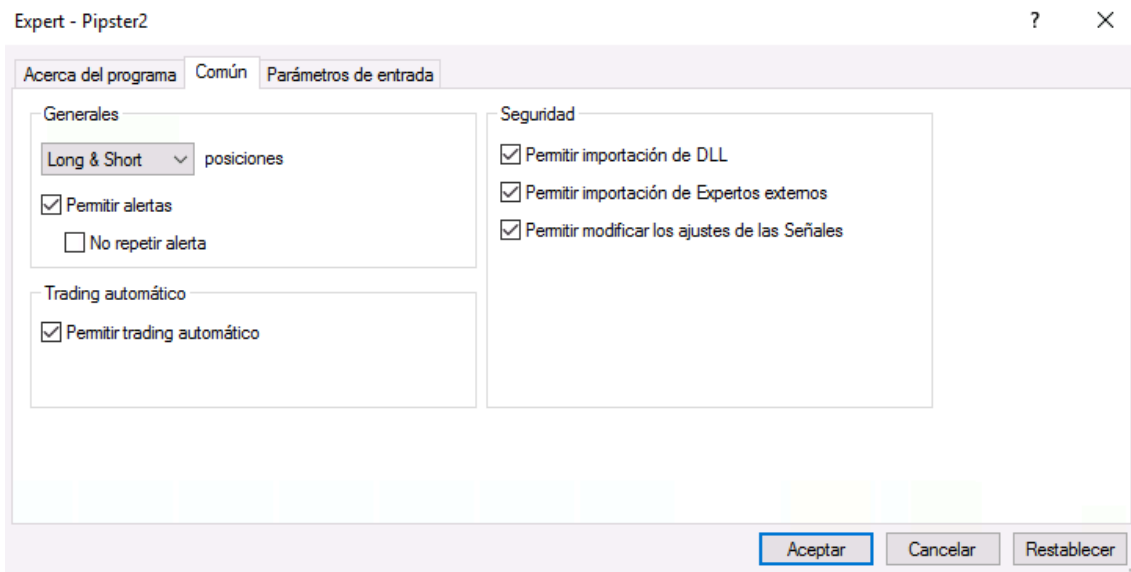 Expert - Pipster2
?
Acerca del programa
Común
Parámetros de entrada
Generales
Long & Short
posiciones
Permitir alertas
No repetir alerta
Trading automático
Permitir trading automático
Seguridad
Permitir importación de DLL
Permitir importación de Expertos externos
Permitir modificar los ajustes de las Señales
Aceptar
Cancelar
Restablecer